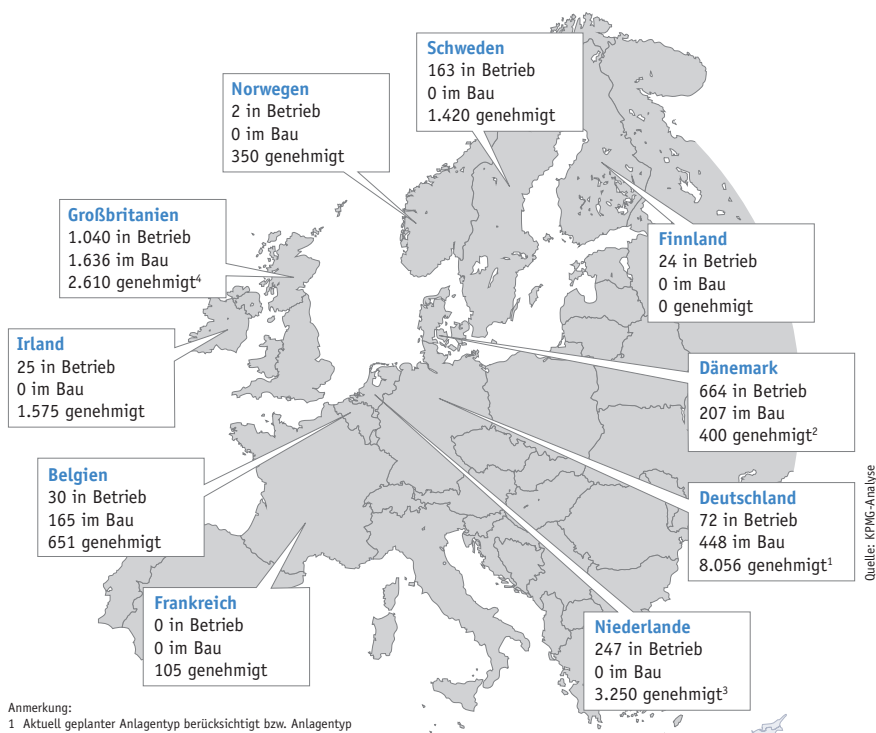 Schweden
163 in Betrieb
0 im Bau
1.420 genehmigt
Norwegen
2 in Betrieb
0 im Bau
350 genehmigt
Großbritanien
1.040 in Betrieb
1.636 im Bau
2.610 genehmigt⁴
Finnland
24 in Betrieb
0 im Bau
0 genehmigt
Irland
25 in Betrieb
0 im Bau
1.575 genehmigt
Dänemark
664 in Betrieb
207 im Bau
400 genehmigt²
Belgien
30 in Betrieb
165 im Bau
651 genehmigt
Deutschland
72 in Betrieb
448 im Bau
8.056 genehmigt¹
Frankreich
0 in Betrieb
0 im Bau
105 genehmigt
Niederlande
247 in Betrieb
0 im Bau
3.250 genehmigt³
Quelle: KPMG-Analyse
Anmerkung:
1 Aktuell geplanter Anlagentyp berücksichtigt bzw. Anlagentyp